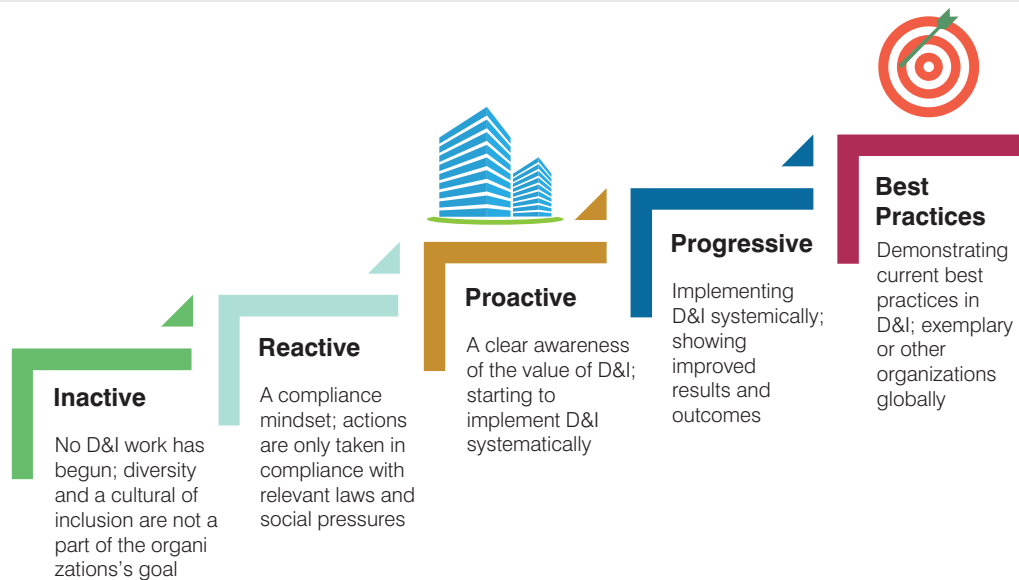 Inactive
No D&I work has
begun; diversity
and a cultural of
inclusion are not a
part of the organi
zations's goal
Reactive
A compliance
mindset; actions
are only taken in
compliance with
relevant laws and
social pressures
Proactive
A clear awareness
of the value of D&I;
starting to
implement D&I
systematically
Progressive
Implementing
D&I systemically;
showing
improved
results and
outcomes
Best
Practices
Demonstrating
current best
practices in
D&I; exemplary
or other
organizations
globally